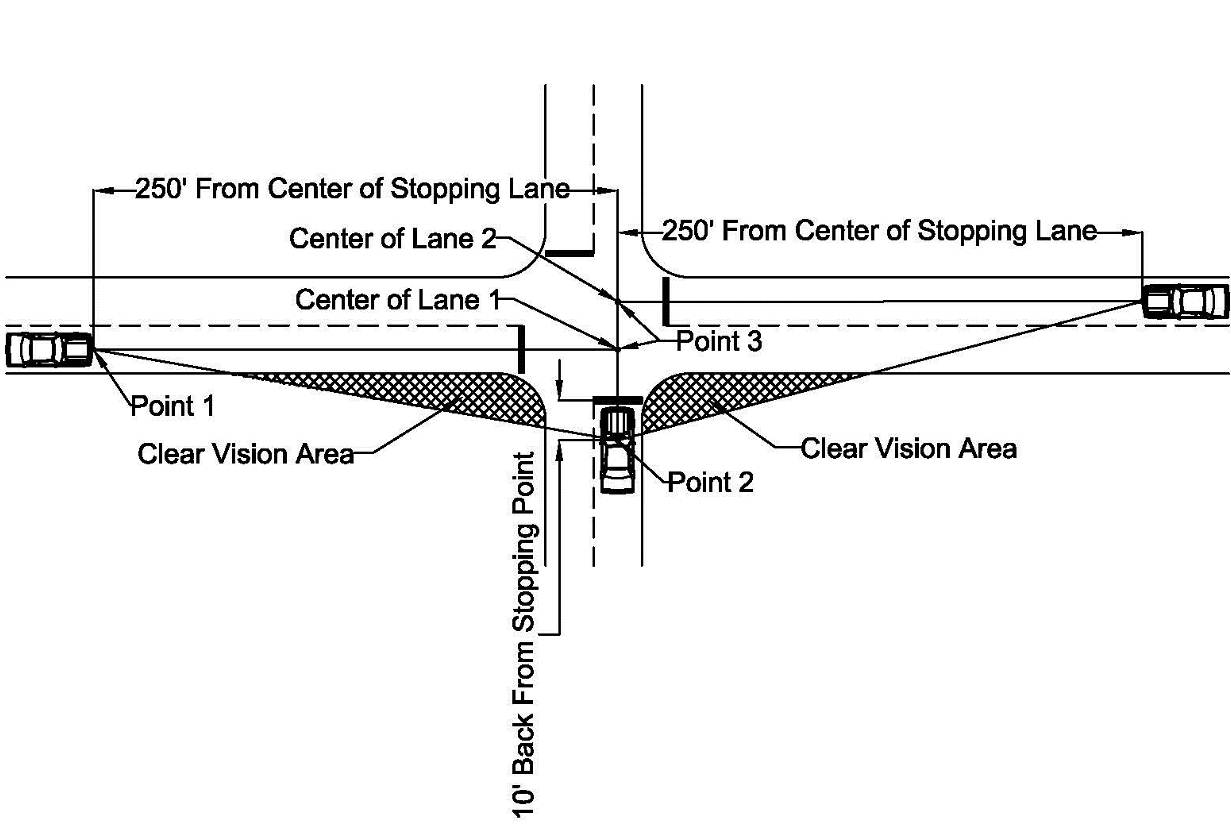 250' From Center of Stopping Lane
250' From Center of Stopping Lane
Center of Lane 2
Center of Lane 1
Point 3
Point 1
Clear Vision Area
Clear Vision Area
Point 2
10' Back From Stopping Point